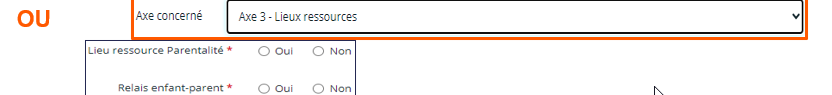 OU
Axe concerné Axe 3 - Lieux ressources
Lieu ressource Parentalité * Oui Non
Relais enfant-parent * Oui Non